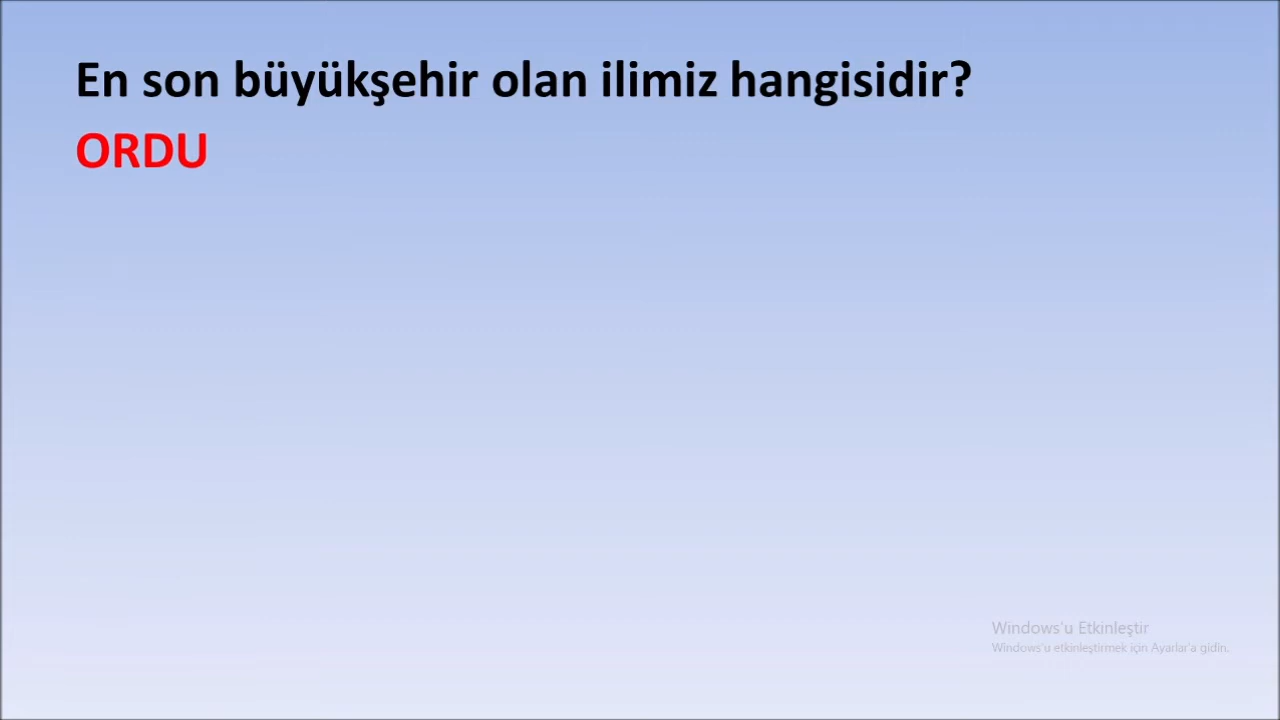 En son büyükşehir olan ilimiz hangisidir?
ORDU
Windows'u Etkinleştir
Windows'u etkinleştirmek için Ayarlar'a gidin.